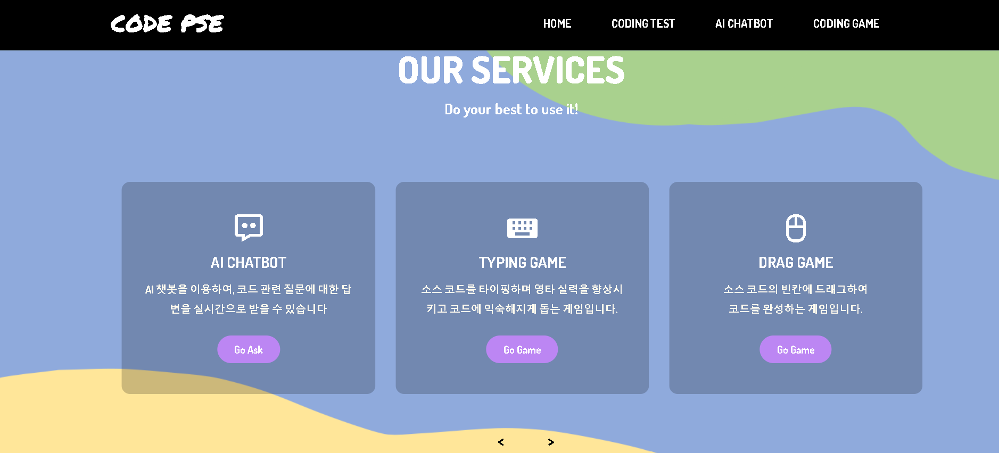 CODE PSE
HOME CODING TEST AI CHATBOT CODING GAME
OUR SERVICES
Do your best to use it!
AI CHATBOT
AI 챗봇을 이용하여, 코드 관련 질문에 대한 답
변을 실시간으로 받을 수 있습니다
Go Ask
TYPING GAME
소스 코드를 타이핑하며 영타 실력을 향상시
키고 코드에 익숙해지게 돕는 게임입니다.
Go Game
DRAG GAME
소스 코드의 빈칸에 드래그하여
코드를 완성하는 게임입니다.
Go Game
< >